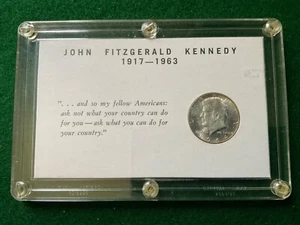 JOHN FITZGERALD KENNEDY
1917—1963
". . . and so my fellow Americans:
ask not what your country can do
for you—ask what you can do for
your country."